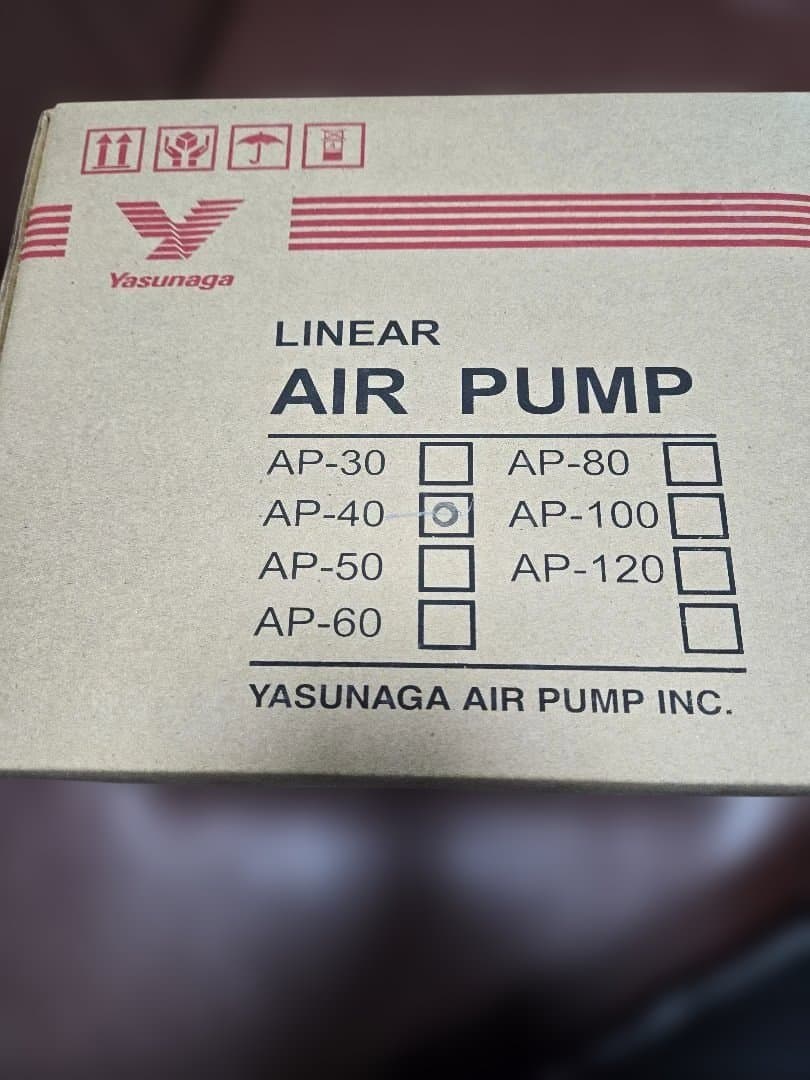 Yasunaga
LINEAR
AIR PUMP
AP-30 AP-80
AP-40 AP-100
AP-50 AP-120
AP-60
YASUNAGA AIR PUMP INC.